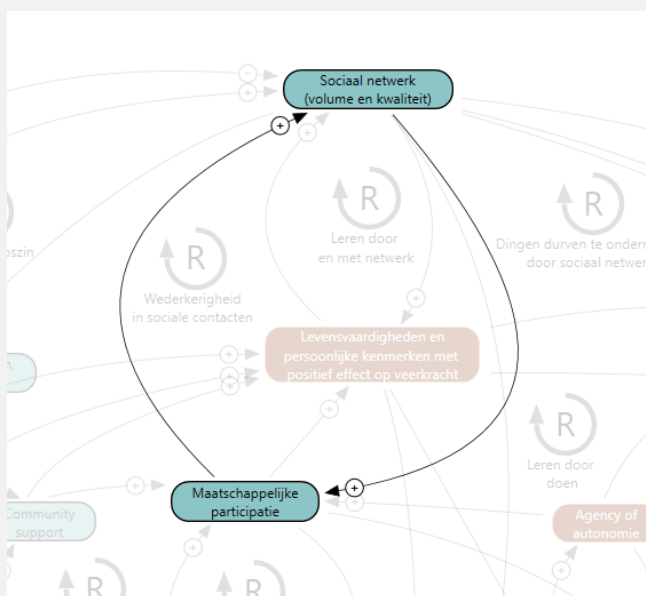 Sociaal netwerk
(volume en kwaliteit)
R
R
R
Leren door
en met netwerk
Dingen durven te onder
door sociaal netwer
oszin
Wederkerigheid
in sociale contacten
Levensvaardigheden en
persoonlijke kenmerken met
positief effect op veerkracht
R
Leren door
doen
Maatschappelijke
participatie
Community
support
Agency of
autonomie
R
R